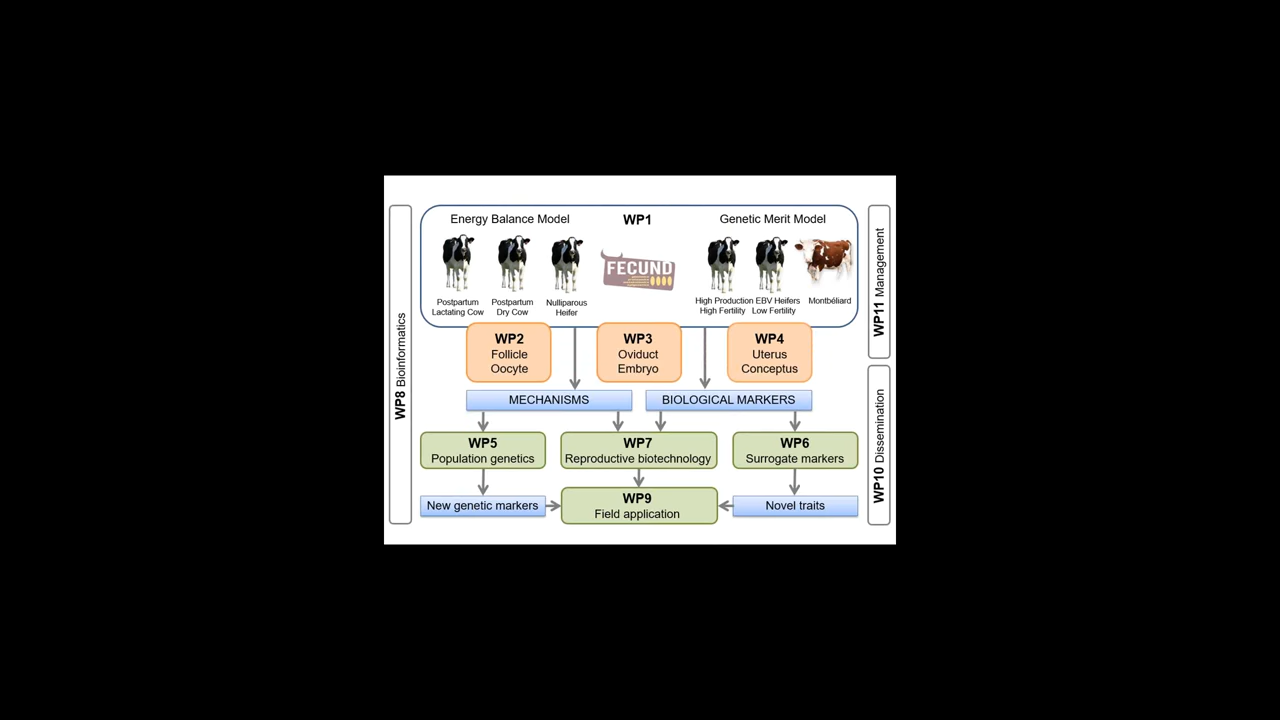 Energy Balance Model
WP1
Genetic Merit Model
FECUND
Postpartum
Lactating Cow
Postpartum
Dry Cow
Nulliparous
Heifer
High Production EBV Heifers
High Fertility Low Fertility
Montbéliard
WP2
Follicle
Oocyte
WP3
Oviduct
Embryo
WP4
Uterus
Conceptus
MECHANISMS
BIOLOGICAL MARKERS
WP5
Population genetics
WP7
Reproductive biotechnology
WP6
Surrogate markers
New genetic markers
WP9
Field application
Novel traits
WP8 Bioinformatics
WP11 Management
WP10 Dissemination